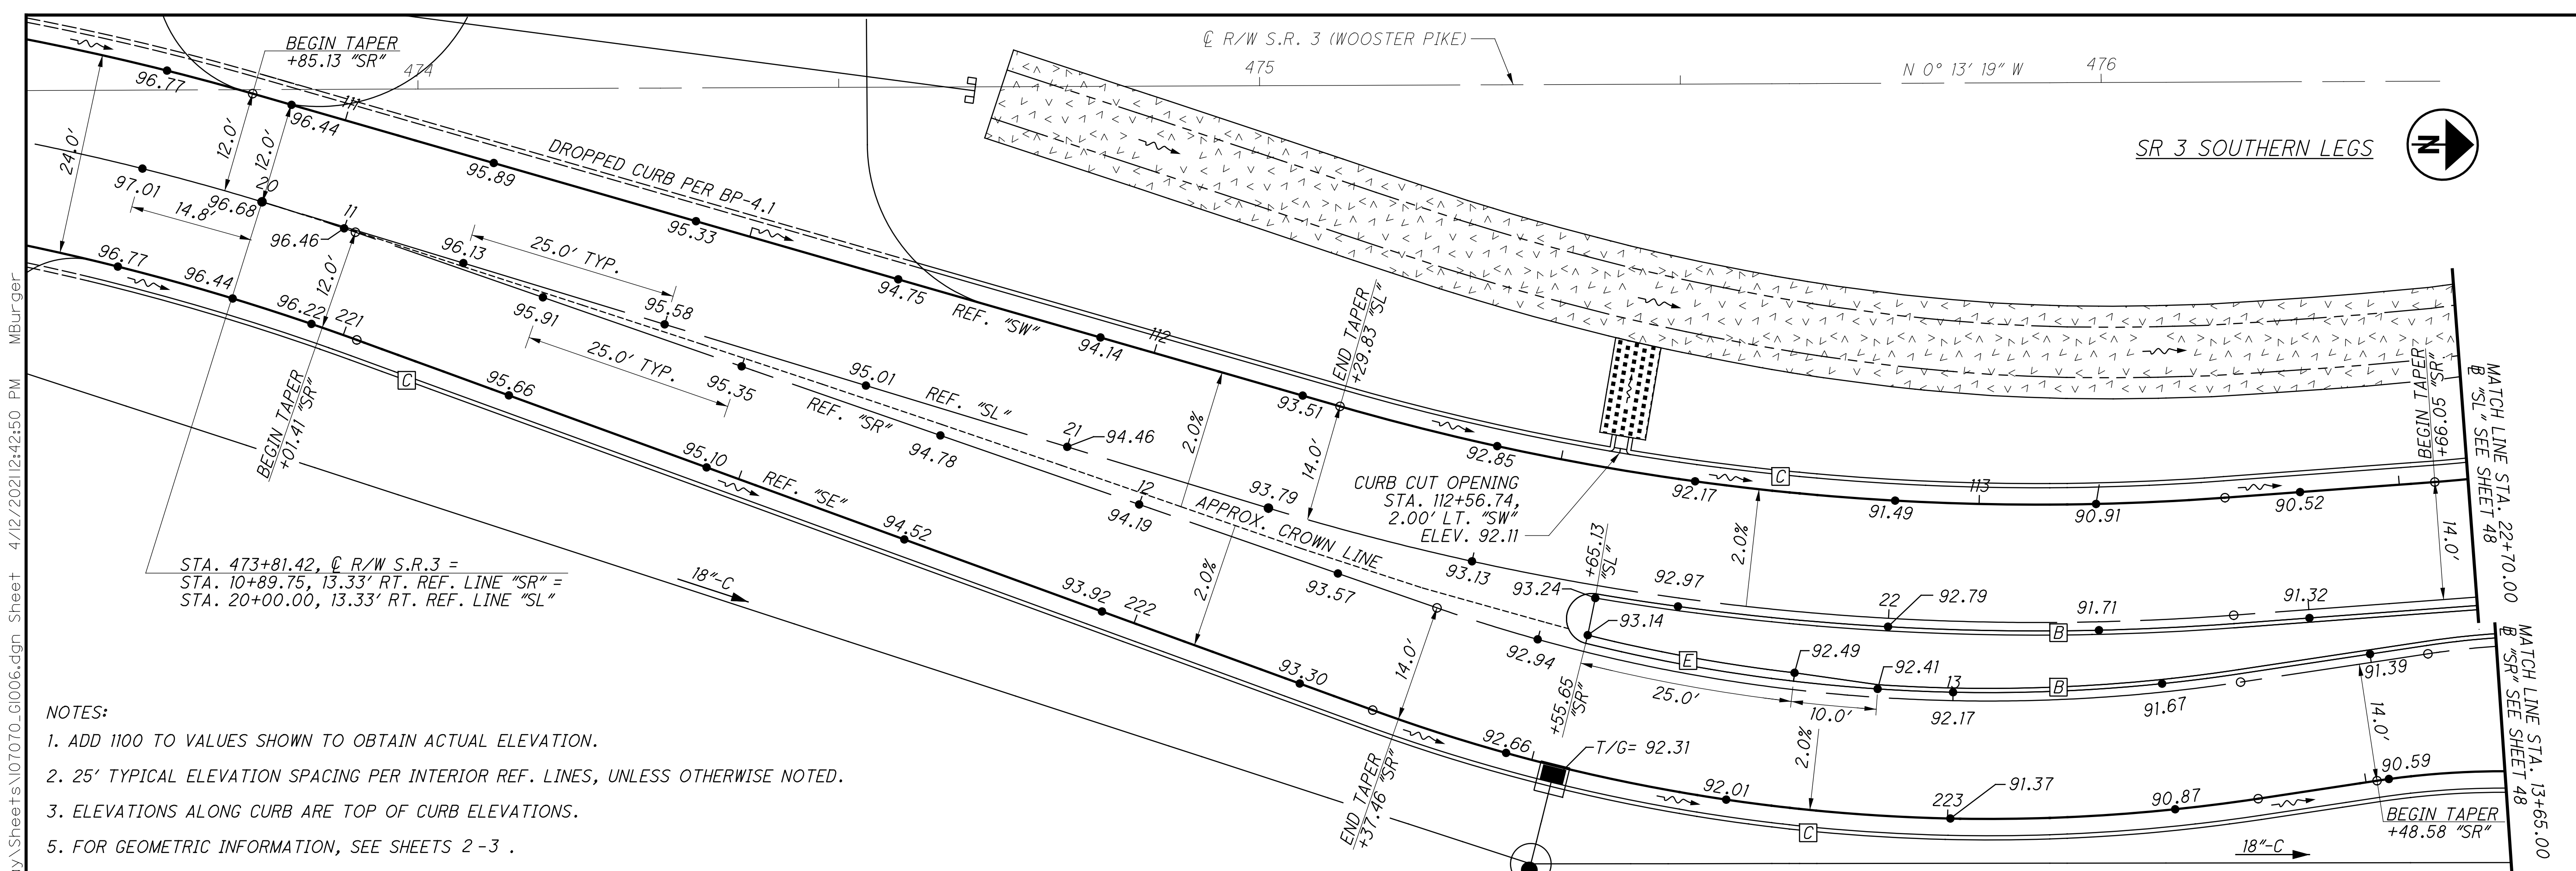 BEGIN TAPER
+85.13 "SR"
474
℄ R/W S.R. 3 (WOOSTER PIKE)
475
N 0° 13' 19" W
476
SR 3 SOUTHERN LEGS
N
96.77
12.0'
12.0'
96.44
111
24.0'
DROPPED CURB PER BP-4.1
95.89
97.01
14.8'
20
96.68
11
96.46
96.13
25.0' TYP.
95.33
94.75
REF. "SW"
94.14
112
END TAPER
+29.83 "SL"
96.77
96.44
96.22
221
12.0'
95.91
95.58
25.0' TYP.
95.35
95.01
REF. "SL"
REF. "SR"
94.78
21
94.46
2.0%
93.51
14.0'
92.85
CURB CUT OPENING
STA. 112+56.74,
2.00' LT. "SW"
ELEV. 92.11
92.17
C
91.49
113
90.91
90.52
BEGIN TAPER
+66.05 "SR"
MATCH LINE STA. 22+70.00
B "SL" SEE SHEET 48
14.0'
BEGIN TAPER
+01.41 "SR"
C
95.66
95.10
REF. "SE"
94.52
12
94.19
93.79
APPROX. CROWN LINE
93.13
93.57
2.0%
93.24
+65.13
"SL"
92.97
2.0%
22
92.79
91.71
91.32
B
93.14
STA. 473+81.42, ℄ R/W S.R.3 =
STA. 10+89.75, 13.33' RT. REF. LINE "SR" =
STA. 20+00.00, 13.33' RT. REF. LINE "SL"
18"-C
93.92
222
93.30
14.0'
92.94
E
92.49
92.41
25.0'
10.0'
+55.65
"SR"
13
92.17
B
91.67
91.39
14.0'
MATCH LINE STA. 13+65.00
B "SR" SEE SHEET 48
END TAPER
+37.46 "SR"
92.66
T/G= 92.31
92.01
2.0%
C
223
91.37
90.87
90.59
BEGIN TAPER
+48.58 "SR"
18"-C
NOTES:
1. ADD 1100 TO VALUES SHOWN TO OBTAIN ACTUAL ELEVATION.
2. 25' TYPICAL ELEVATION SPACING PER INTERIOR REF. LINES, UNLESS OTHERWISE NOTED.
3. ELEVATIONS ALONG CURB ARE TOP OF CURB ELEVATIONS.
5. FOR GEOMETRIC INFORMATION, SEE SHEETS 2-3 .
\Sheets\107070_GI006.dgn Sheet 4/12/2021 12:42:50 PM MBurger